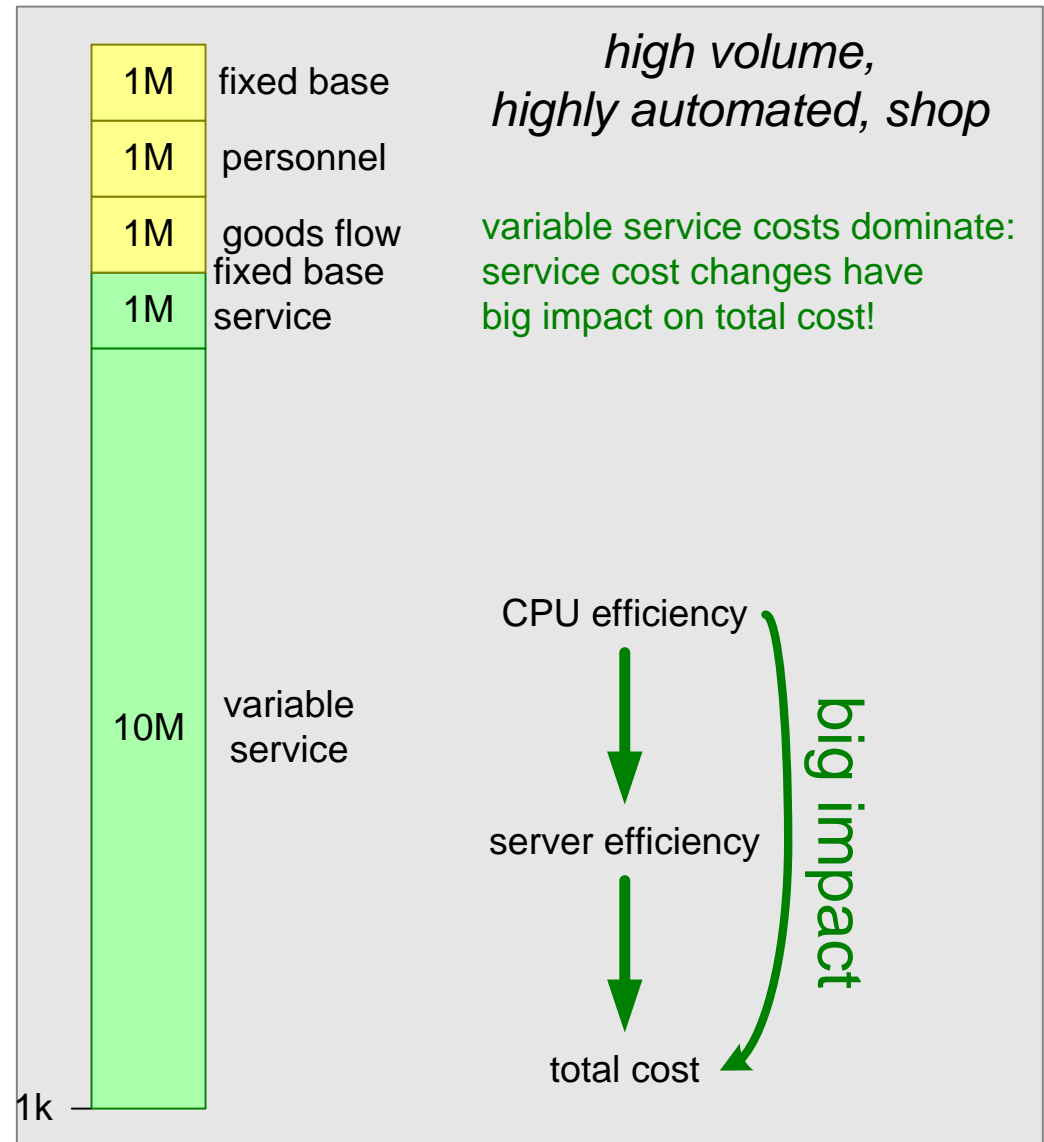 high volume,
highly automated, shop
1M fixed base
1M personnel
1M goods flow
fixed base
1M service
variable service costs dominate:
service cost changes have
big impact on total cost!
10M variable
service
CPU efficiency
server efficiency
total cost
big impact
1k